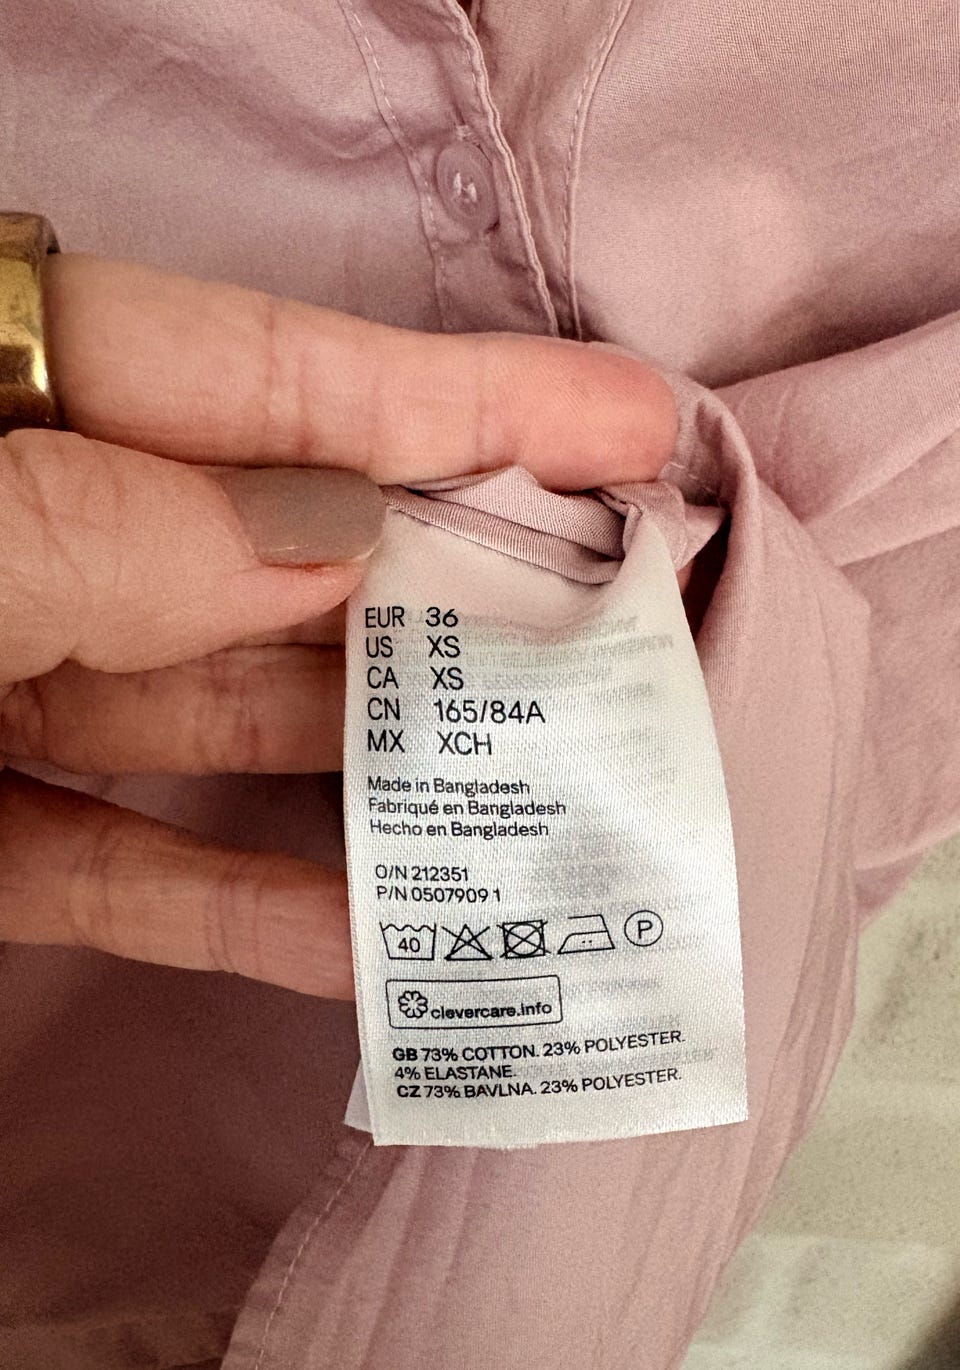 EUR 36
US XS
CA XS
CN 165/84A
MX XCH
Made in Bangladesh
Fabriqué en Bangladesh
Hecho en Bangladesh
O/N 212351
P/N 0507909 1
40 P
clevercare.info
GB 73% COTTON. 23% POLYESTER.
4% ELASTANE.
CZ 73% BAVLNA. 23% POLYESTER.